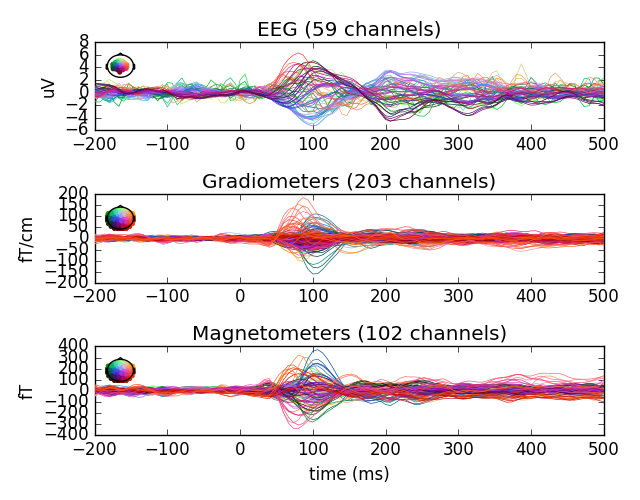 EEG (59 channels)
uV
8
6
4
2
0
−2
−4
−6
−200 −100 0 100 200 300 400 500
Gradiometers (203 channels)
fT/cm
200
150
100
50
0
−50
−100
−150
−200
−200 −100 0 100 200 300 400 500
Magnetometers (102 channels)
fT
400
300
200
100
0
−100
−200
−300
−400
−200 −100 0 100 200 300 400 500
time (ms)